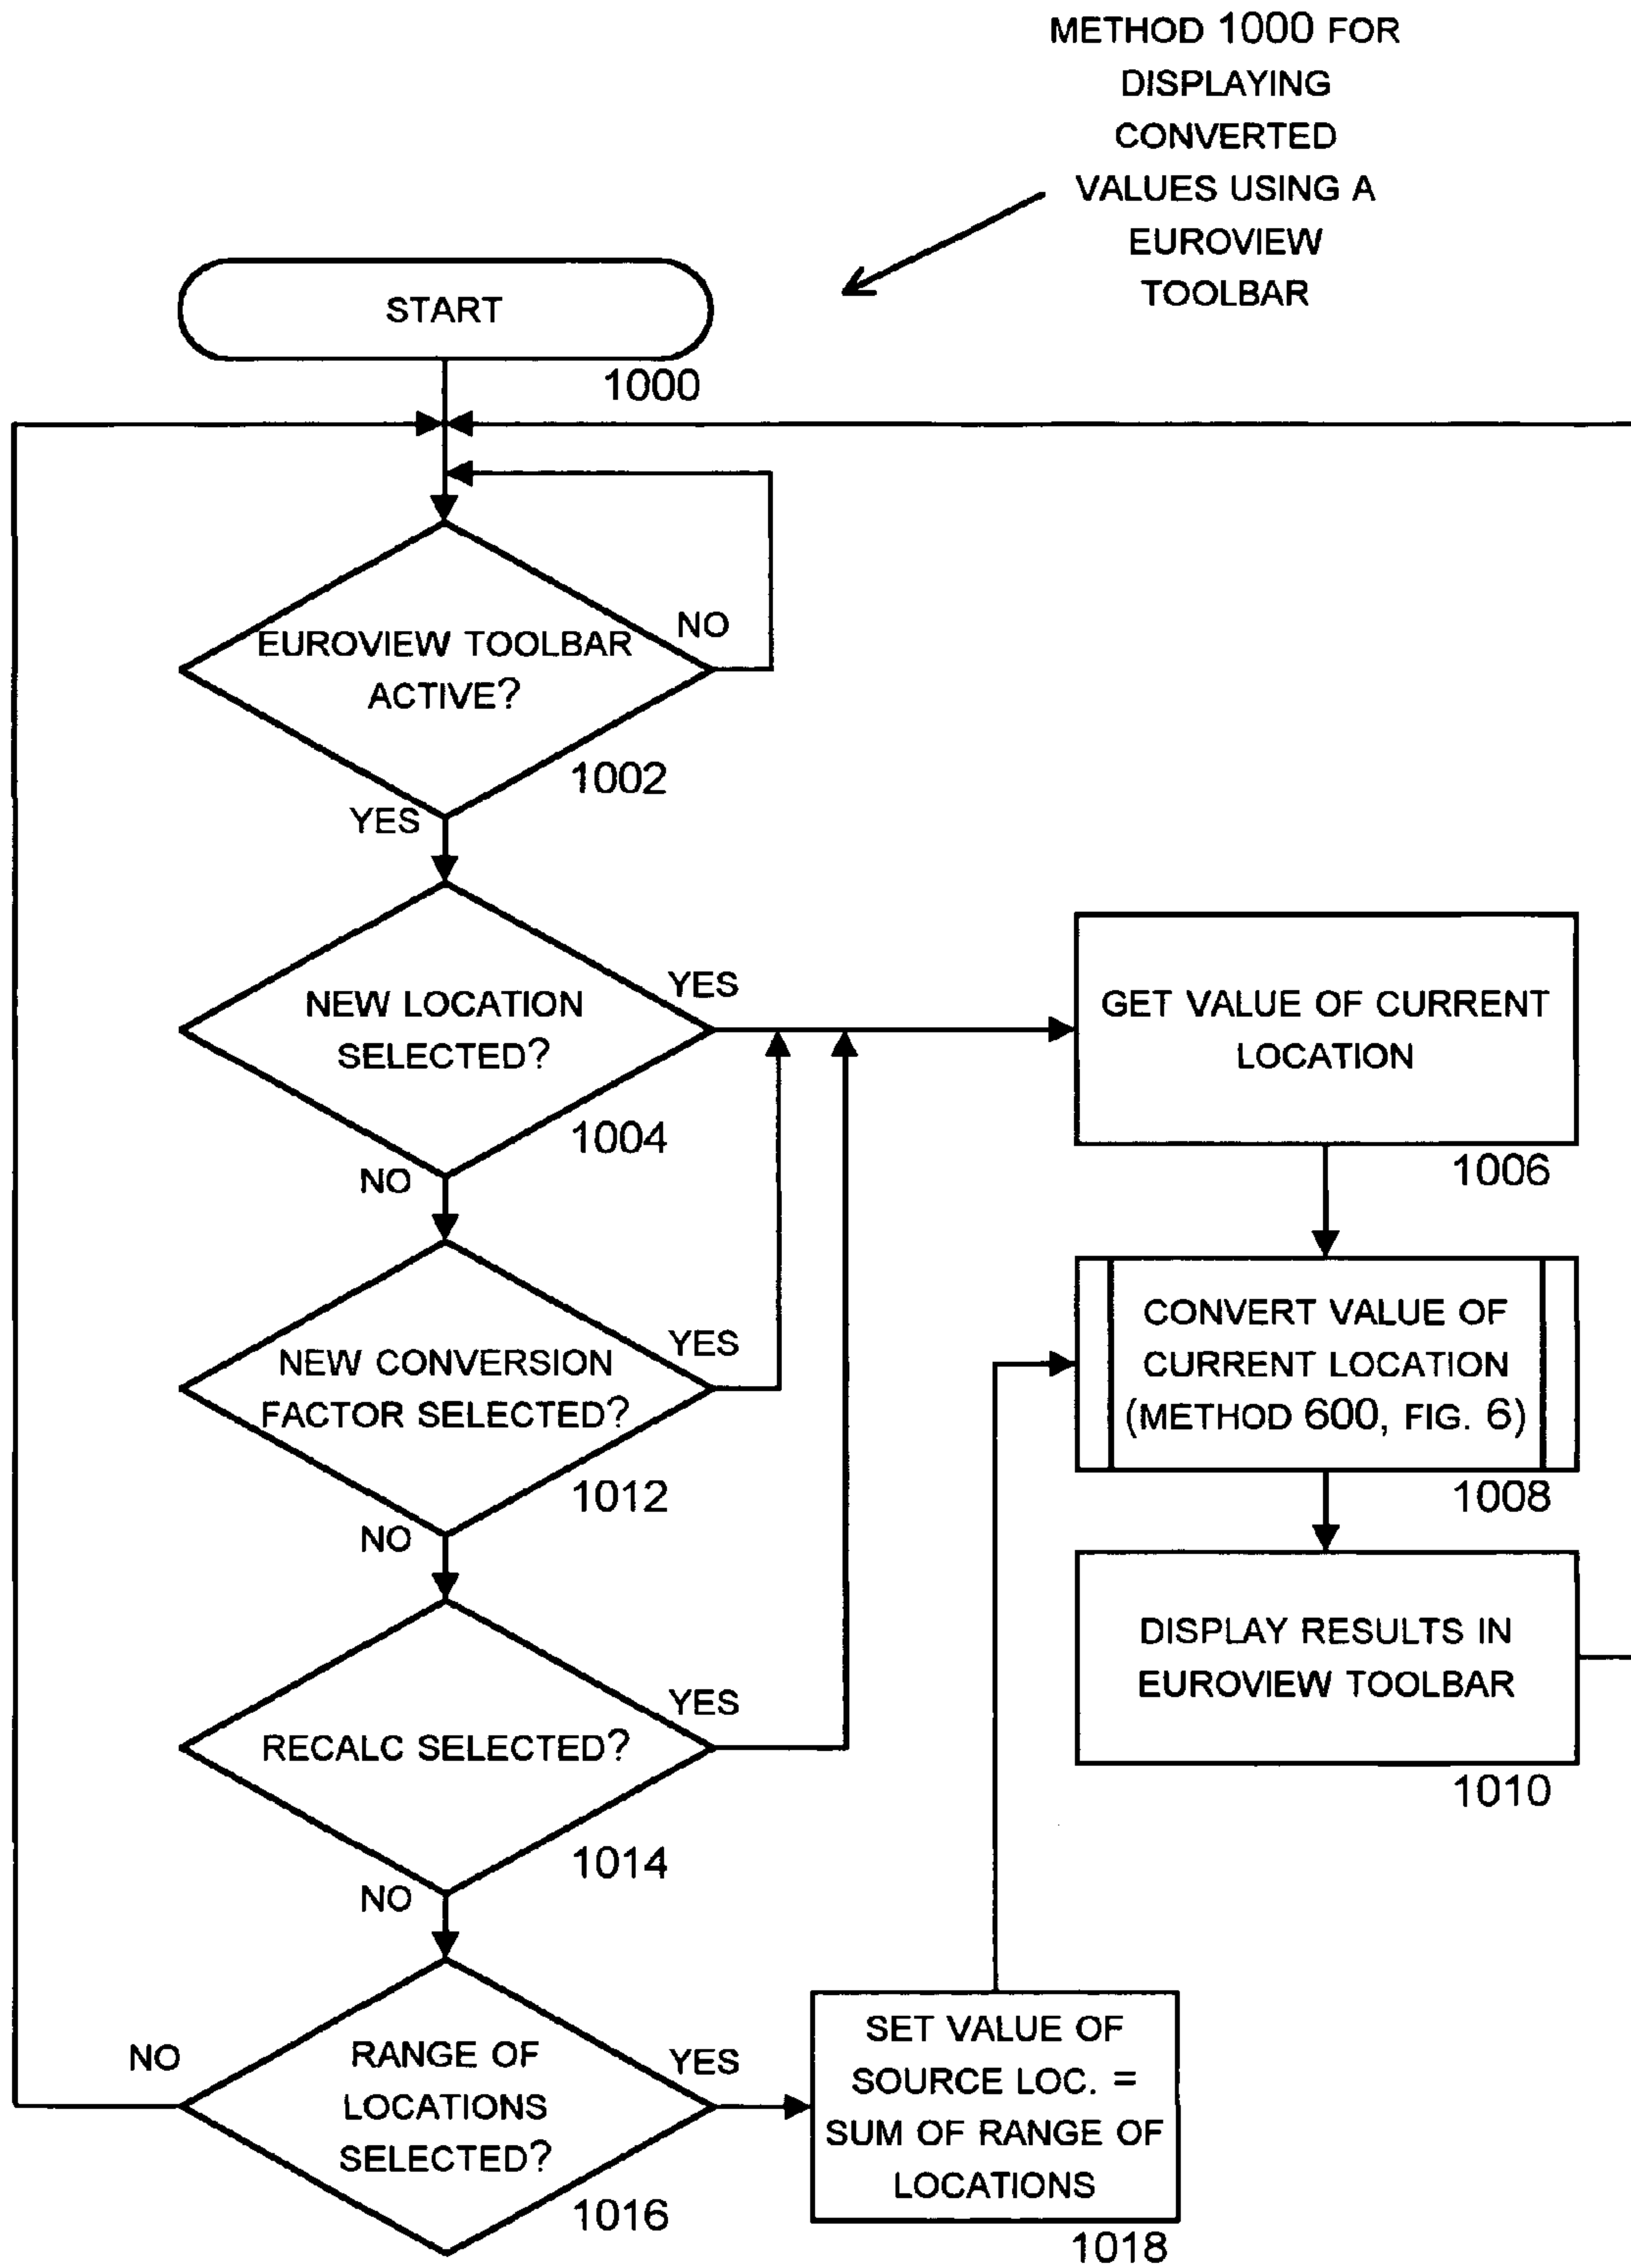 METHOD 1000 FOR
DISPLAYING
CONVERTED
VALUES USING A
EUROVIEW
TOOLBAR
START
1000
EUROVIEW TOOLBAR
ACTIVE?
NO
1002
YES
NEW LOCATION
SELECTED?
YES
1004
NO
GET VALUE OF CURRENT
LOCATION
1006
NEW CONVERSION
FACTOR SELECTED?
YES
1012
NO
CONVERT VALUE OF
CURRENT LOCATION
(METHOD 600, FIG. 6)
1008
RECALC SELECTED?
YES
1014
NO
DISPLAY RESULTS IN
EUROVIEW TOOLBAR
1010
NO
RANGE OF
LOCATIONS
SELECTED?
YES
1016
SET VALUE OF
SOURCE LOC. =
SUM OF RANGE OF
LOCATIONS
1018